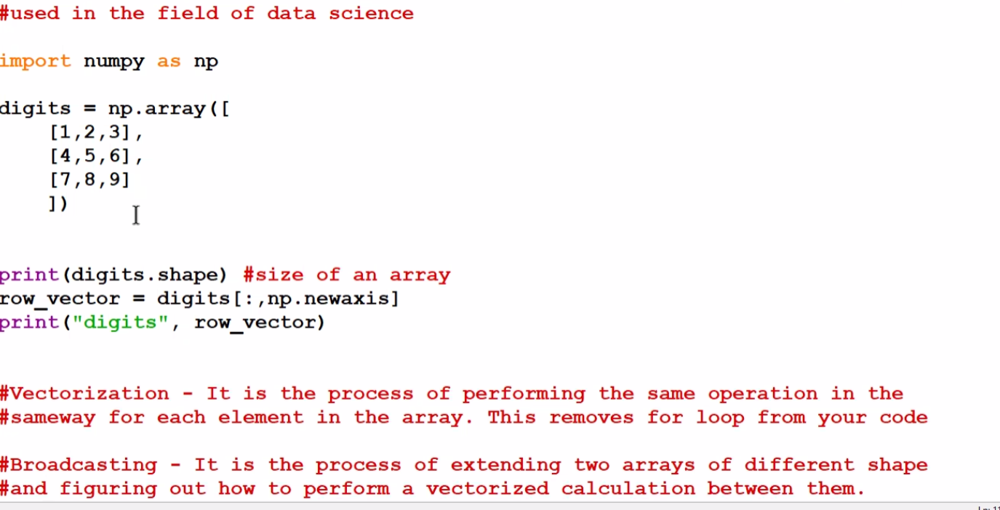 #used in the field of data science
import numpy as np
digits = np.array([
[1,2,3],
[4,5,6],
[7,8,9]
])
print(digits.shape) #size of an array
row_vector = digits[:,np.newaxis]
print("digits", row_vector)
#Vectorization - It is the process of performing the same operation in the
#sameway for each element in the array. This removes for loop from your code
#Broadcasting - It is the process of extending two arrays of different shape
#and figuring out how to perform a vectorized calculation between them.